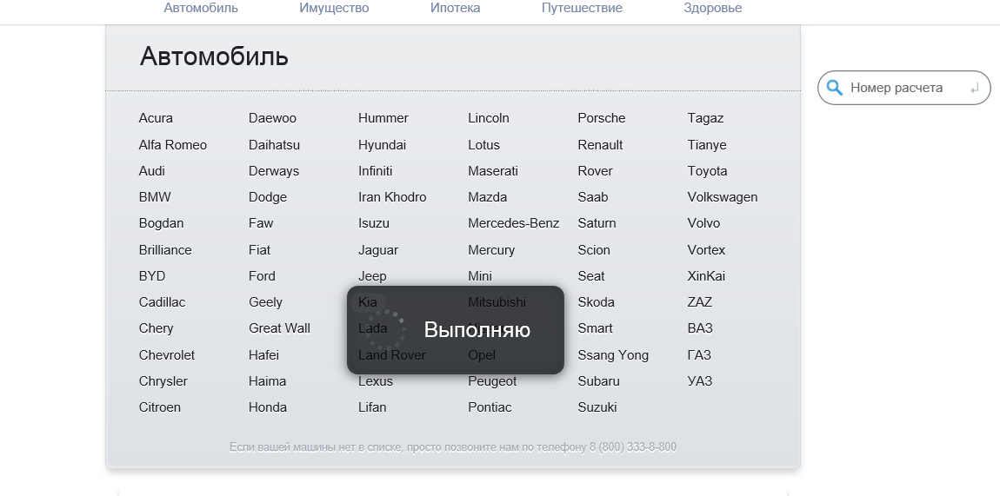 Автомобиль Имущество Ипотека Путешествие Здоровье
Автомобиль
Номер расчета
Acura Daewoo Hummer Lincoln Porsche Tagaz
Alfa Romeo Daihatsu Hyundai Lotus Renault Tianye
Audi Derways Infiniti Maserati Rover Toyota
BMW Dodge Iran Khodro Mazda Saab Volkswagen
Bogdan Faw Isuzu Mercedes-Benz Saturn Volvo
Brilliance Fiat Jaguar Mercury Scion Vortex
BYD Ford Jeep Mini Seat XinKai
Cadillac Geely Kia Mitsubishi Skoda ZAZ
Chery Great Wall Lada Smart ВАЗ
Выполняю
Chevrolet Hafei Land Rover Opel Ssang Yong ГАЗ
Chrysler Haima Lexus Peugeot Subaru УАЗ
Citroen Honda Lifan Pontiac Suzuki
Если вашей машины нет в списке, просто позвоните нам по телефону 8 (800) 333-8-800